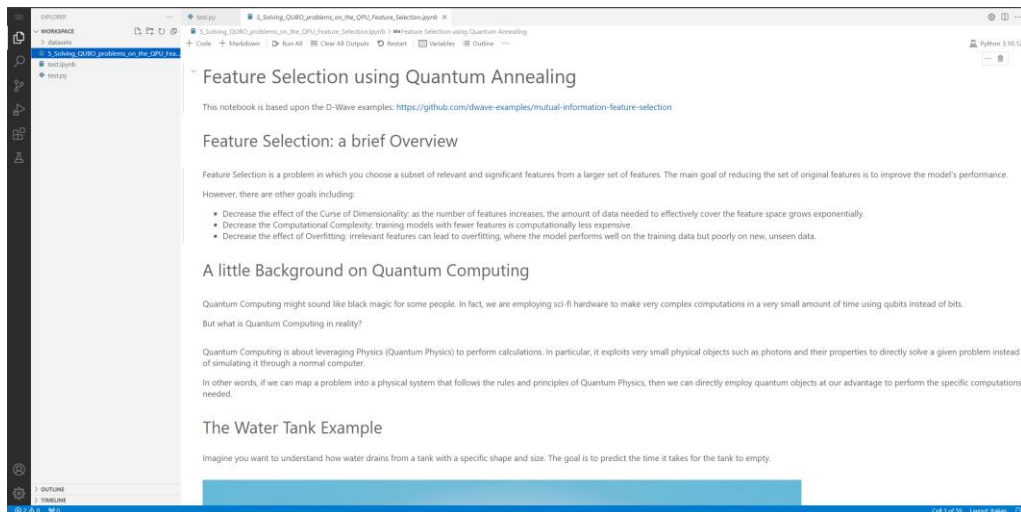 EXPLORER
WORKSPACE
datasets
5_Solving_QUBO_problems_on_the_QPU_Fea...
test.ipynb
test.py
OUTLINE
TIMELINE
test.py
5_Solving_QUBO_problems_on_the_QPU_Feature_Selection.ipynb
5_Solving_QUBO_problems_on_the_QPU_Feature_Selection.ipynb > Feature Selection using Quantum Annealing
+ Code + Markdown Run All Clear All Outputs Restart Variables Outline ...
Python 3.10.12
Feature Selection using Quantum Annealing
This notebook is based upon the D-Wave examples: https://github.com/dwave-examples/mutual-information-feature-selection
Feature Selection: a brief Overview
Feature Selection is a problem in which you choose a subset of relevant and significant features from a larger set of features. The main goal of reducing the set of original features is to improve the model's performance.
However, there are other goals including:
• Decrease the effect of the Curse of Dimensionality: as the number of features increases, the amount of data needed to effectively cover the feature space grows exponentially.
• Decrease the Computational Complexity: training models with fewer features is computationally less expensive.
• Decrease the effect of Overfitting: irrelevant features can lead to overfitting, where the model performs well on the training data but poorly on new, unseen data.
A little Background on Quantum Computing
Quantum Computing might sound like black magic for some people. In fact, we are employing sci-fi hardware to make very complex computations in a very small amount of time using qubits instead of bits.
But what is Quantum Computing in reality?
Quantum Computing is about leveraging Physics (Quantum Physics) to perform calculations. In particular, it exploits very small physical objects such as photons and their properties to directly solve a given problem instead
of simulating it through a normal computer.
In other words, if we can map a problem into a physical system that follows the rules and principles of Quantum Physics, then we can directly employ quantum objects at our advantage to perform the specific computations
needed.
The Water Tank Example
Imagine you want to understand how water drains from a tank with a specific shape and size. The goal is to predict the time it takes for the tank to empty.
Cell 1 of 59 Layout: Italian